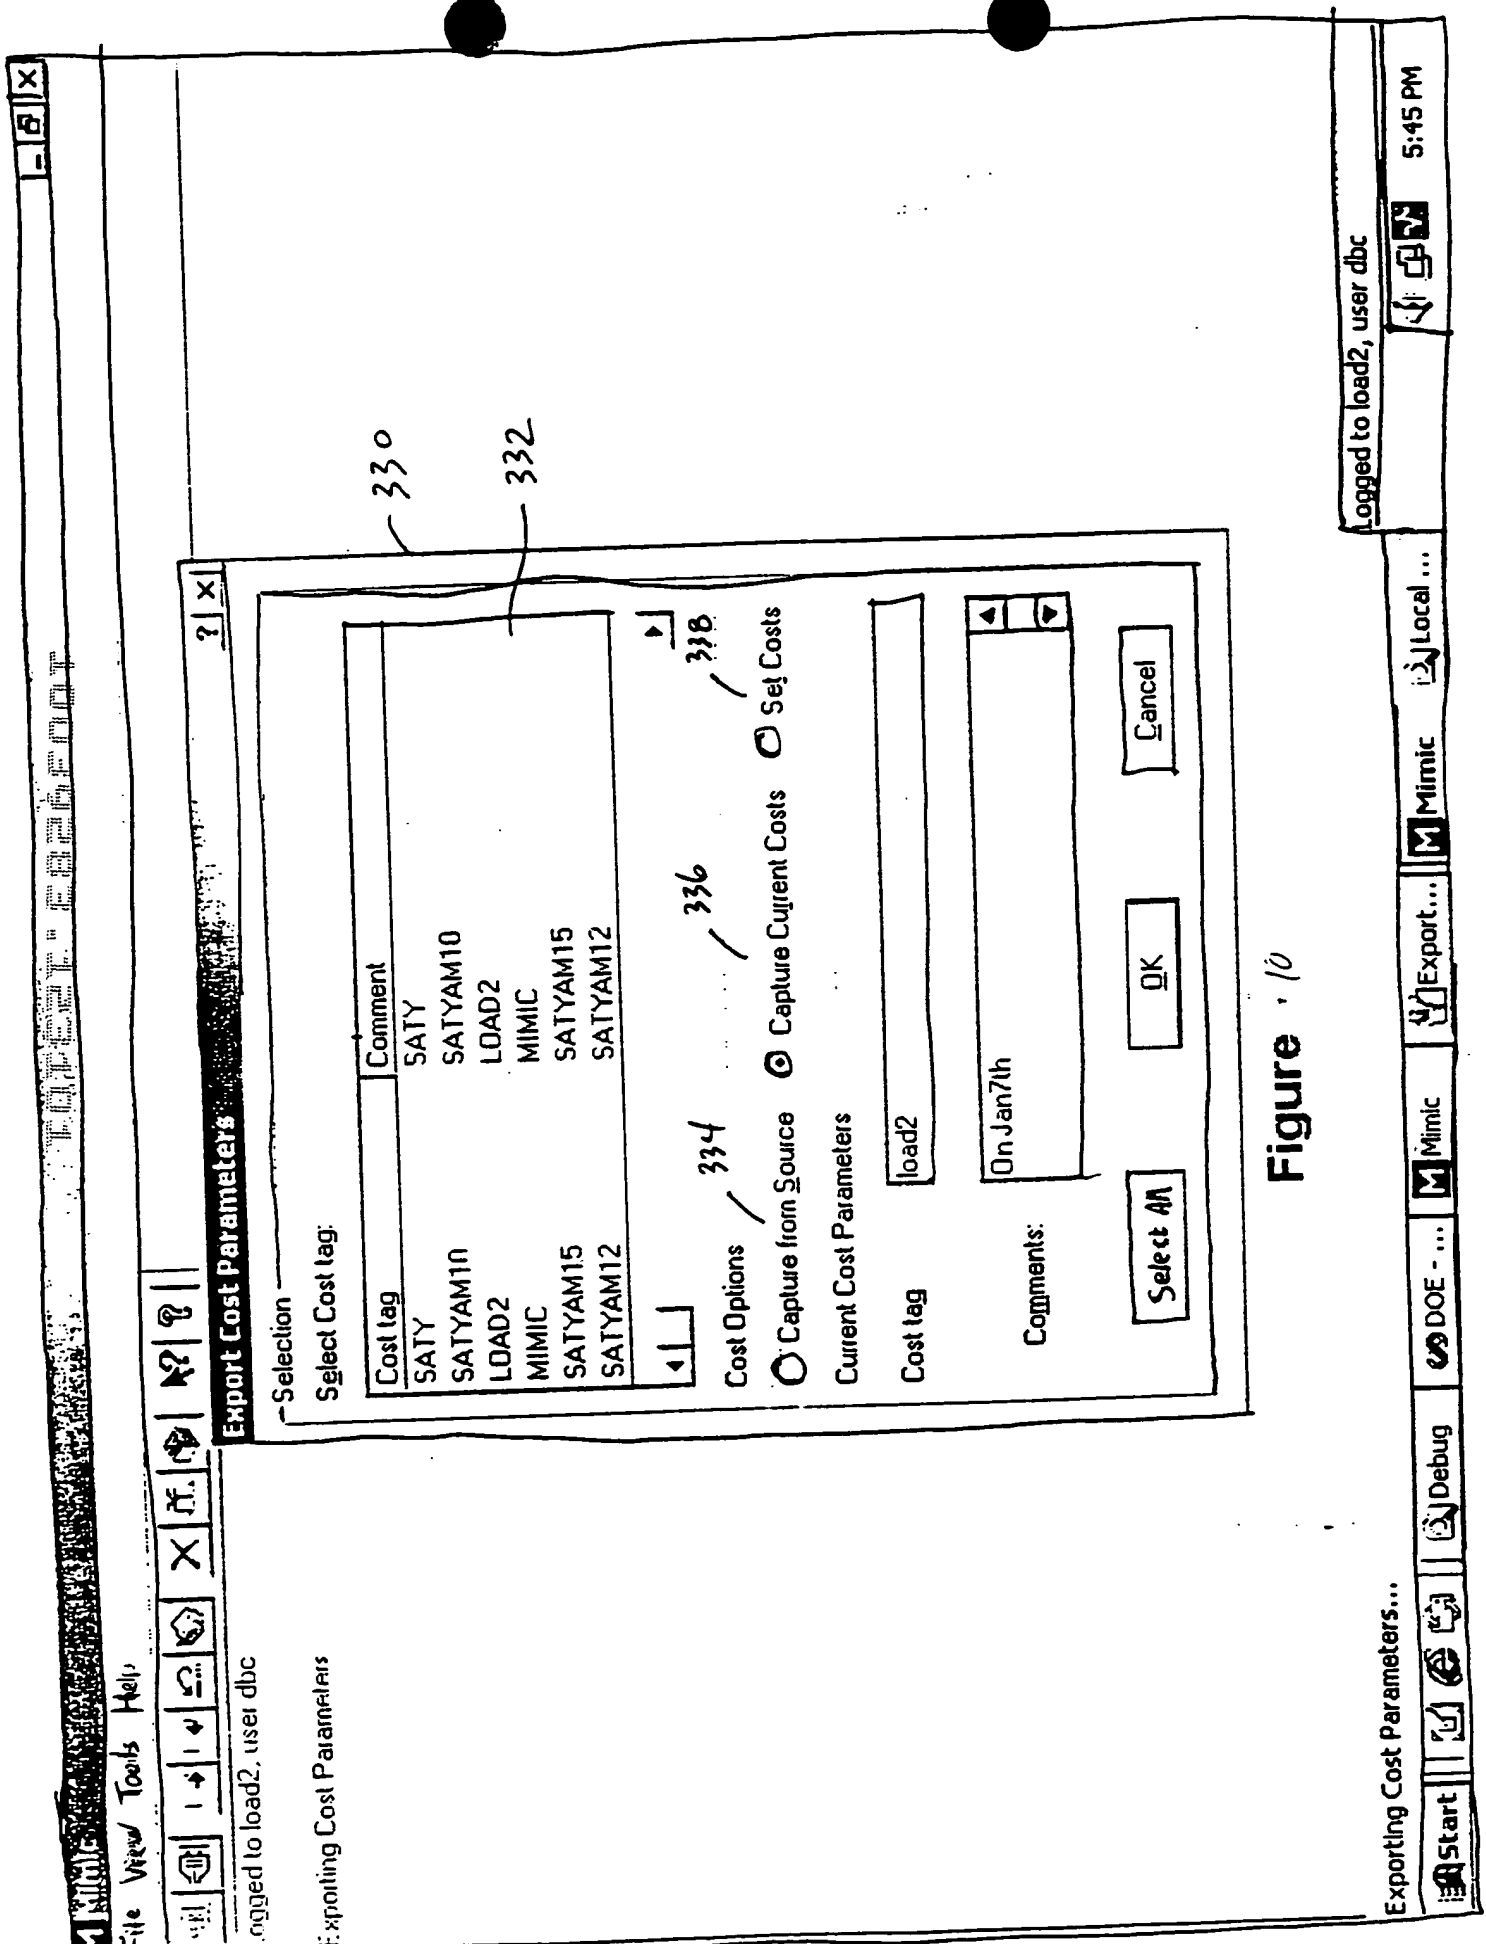 Mimic
File View Tools Help
Logged to load2, user dbc
Exporting Cost Parameters
Export Cost Parameters
Selection
Select Cost tag:
Cost tag Comment
SATY SATY
SATYAM10 SATYAM10
LOAD2 LOAD2
MIMIC MIMIC
SATYAM15 SATYAM15
SATYAM12 SATYAM12
330
332
334 336 338
Cost Options
Capture from Source Capture Current Costs Set Costs
Current Cost Parameters
Cost tag load2
Comments: On Jan7th
Select All OK Cancel
Figure 10
Exporting Cost Parameters...
Logged to load2, user dbc
Start Debug DOE - ... Mimic Export... Mimic Local ... 5:45 PM